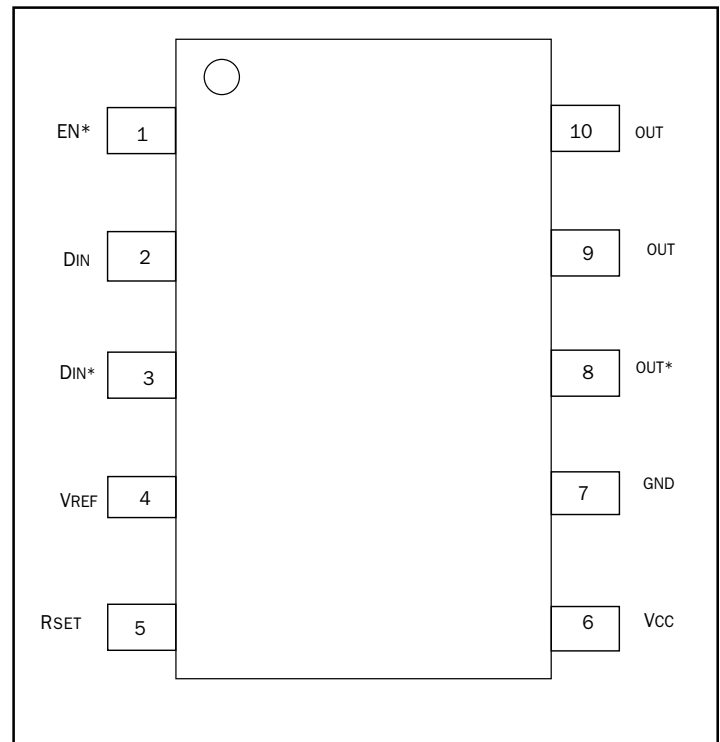 EN* 1 10 OUT
DIN 2 9 OUT
DIN* 3 8 OUT*
VREF 4 7 GND
RSET 5 6 VCC